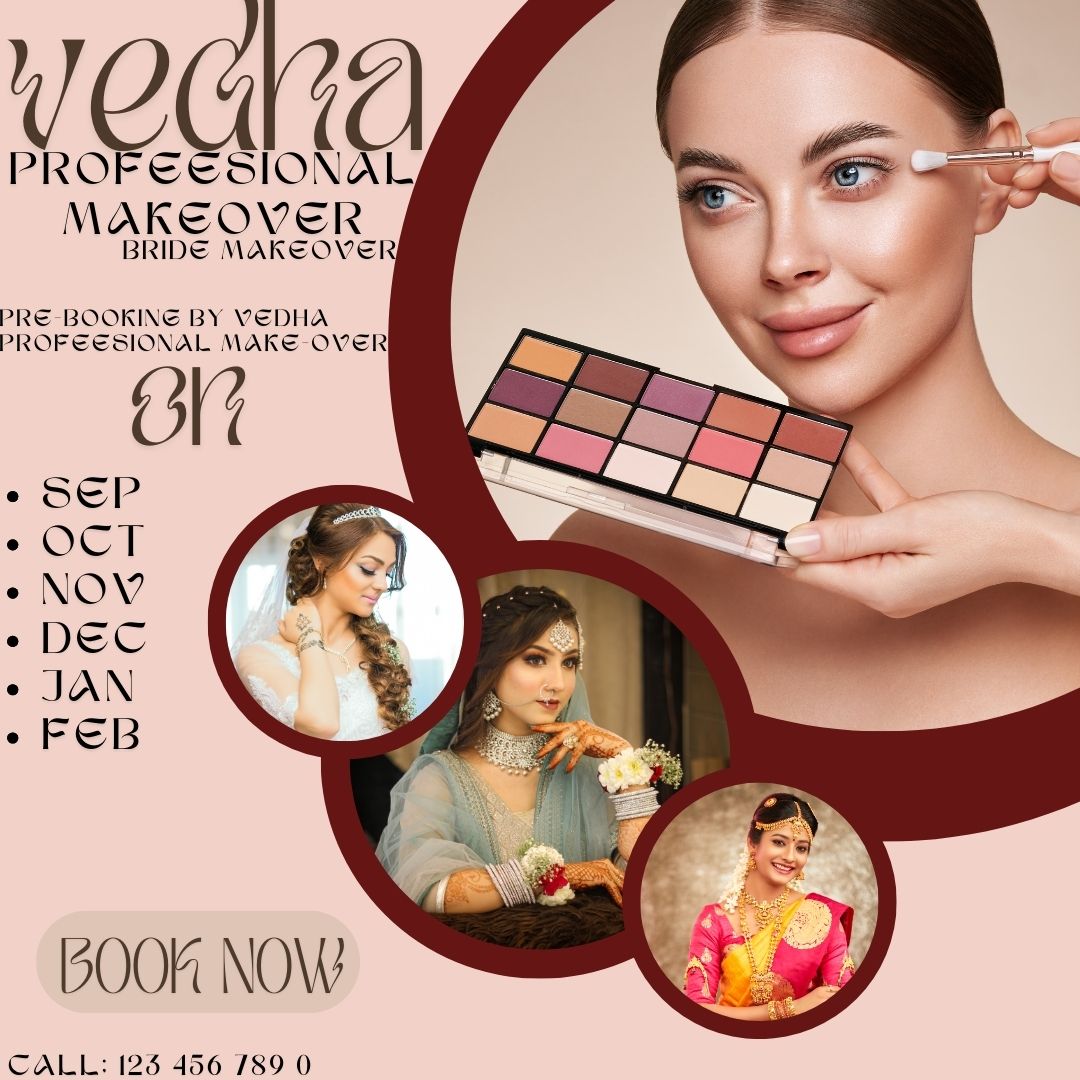 vedha
PROFEESIONAL
MAKEOVER
BRIDE MAKEOVER
PRE-BOOKING BY VEDHA
PROFEESIONAL MAKE-OVER
ON
• SEP
• OCT
• NOV
• DEC
• JAN
• FEB
BOOK NOW
CALL: 123 456 789 0